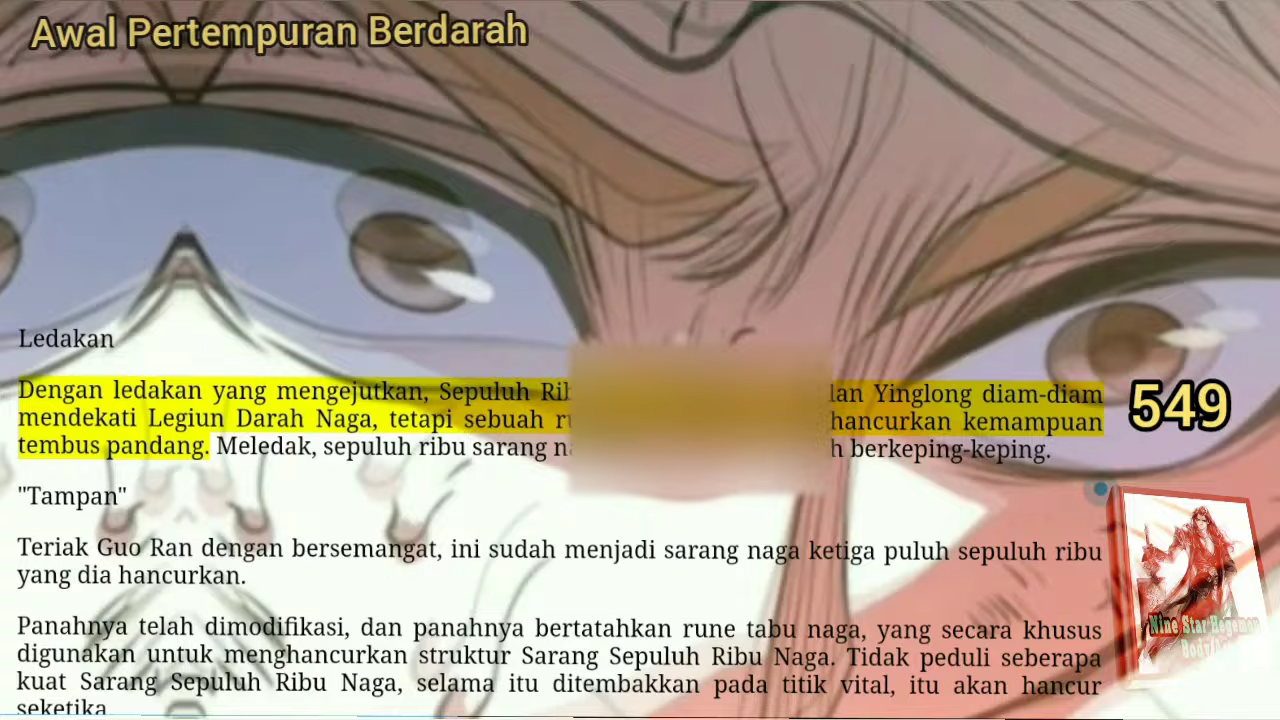 Awal Pertempuran Berdarah
Ledakan
Dengan ledakan yang mengejutkan, Sepuluh Yinglong diam-diam
mendekati Legiun Darah Naga, tetapi sebuah hancurkan kemampuan
tembus pandang. Meledak, sepuluh ribu sarang berkeping-keping.
549
"Tampan"
Teriak Guo Ran dengan bersemangat, ini sudah menjadi sarang naga ketiga puluh sepuluh ribu
yang dia hancurkan.
Panahnya telah dimodifikasi, dan panahnya bertatahkan rune tabu naga, yang secara khusus
digunakan untuk menghancurkan struktur Sarang Sepuluh Ribu Naga. Tidak peduli seberapa
kuat Sarang Sepuluh Ribu Naga, selama itu ditembakkan pada titik vital, itu akan hancur
seketika
Nine Star Hegemon